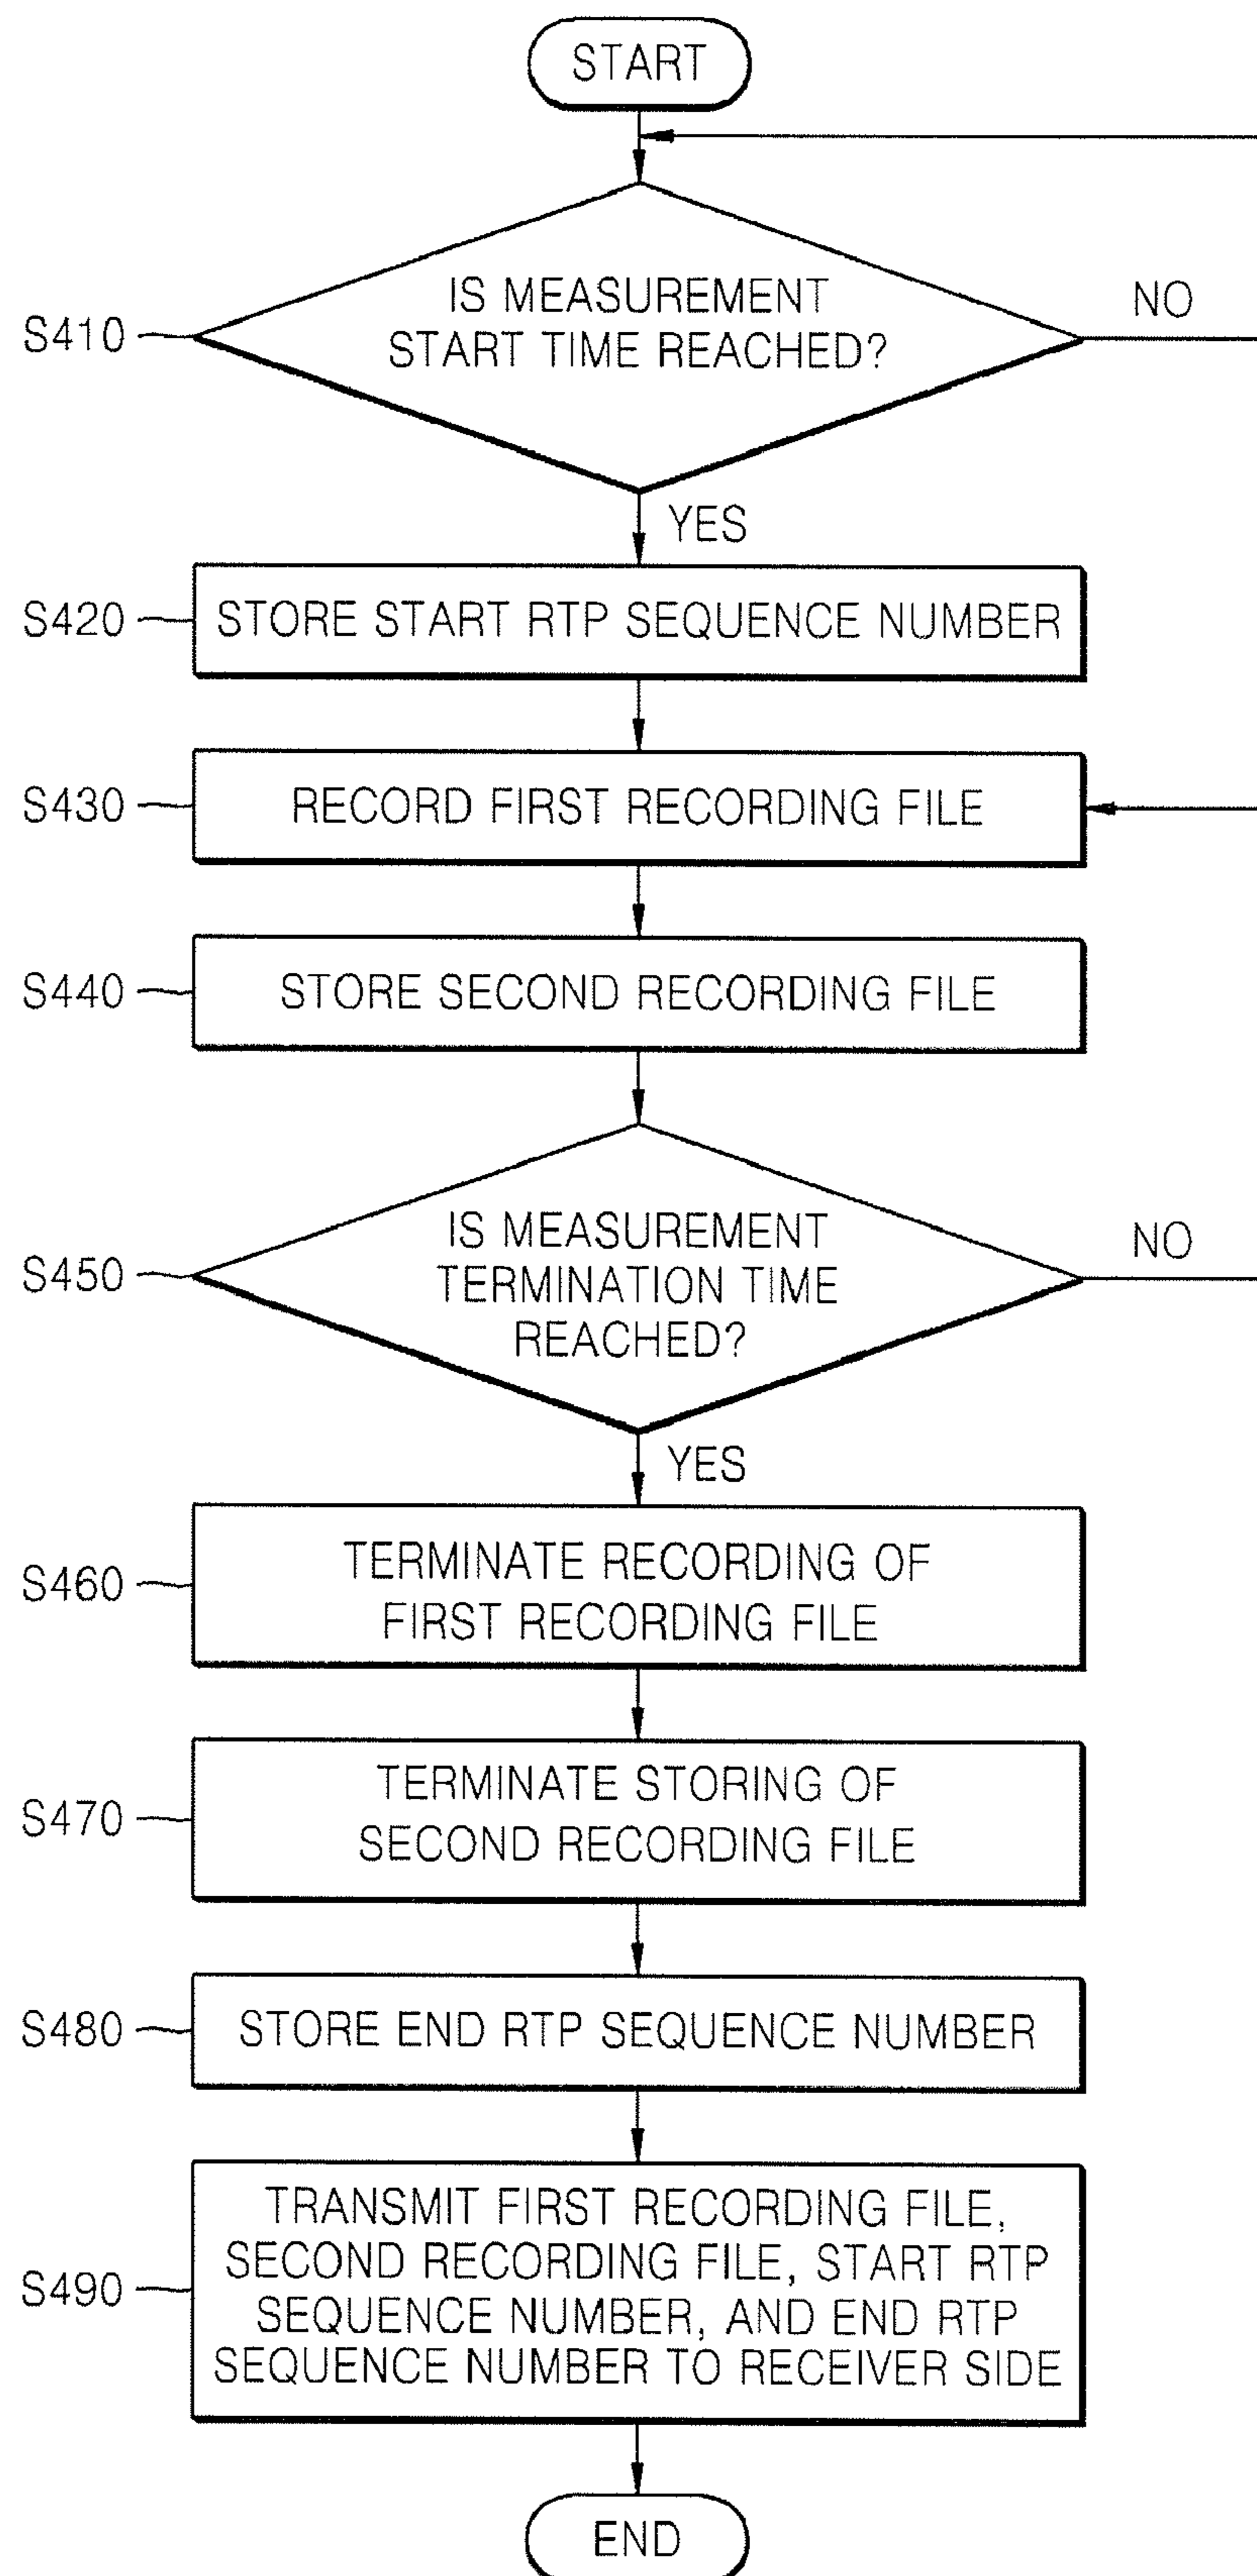 START
IS MEASUREMENT
START TIME REACHED?
NO
S410
YES
S420
STORE START RTP SEQUENCE NUMBER
S430
RECORD FIRST RECORDING FILE
S440
STORE SECOND RECORDING FILE
IS MEASUREMENT
TERMINATION TIME
REACHED?
NO
S450
YES
S460
TERMINATE RECORDING OF
FIRST RECORDING FILE
S470
TERMINATE STORING OF
SECOND RECORDING FILE
S480
STORE END RTP SEQUENCE NUMBER
S490
TRANSMIT FIRST RECORDING FILE,
SECOND RECORDING FILE, START RTP
SEQUENCE NUMBER, AND END RTP
SEQUENCE NUMBER TO RECEIVER SIDE
END